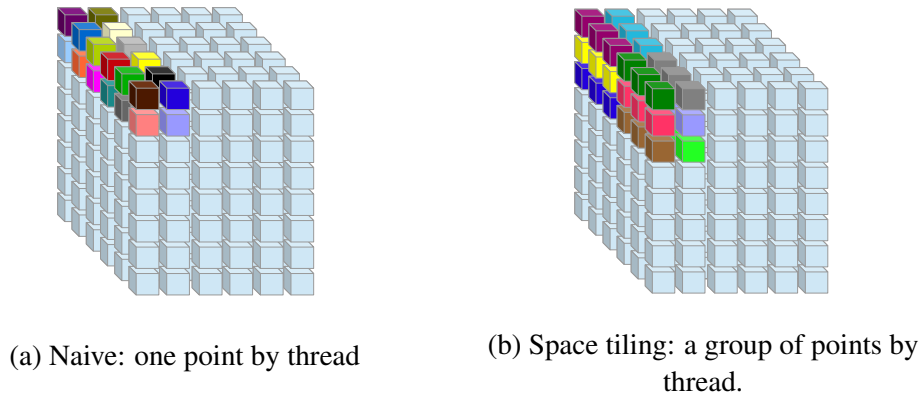 (a) Naive: one point by thread
(b) Space tiling: a group of points by
thread.